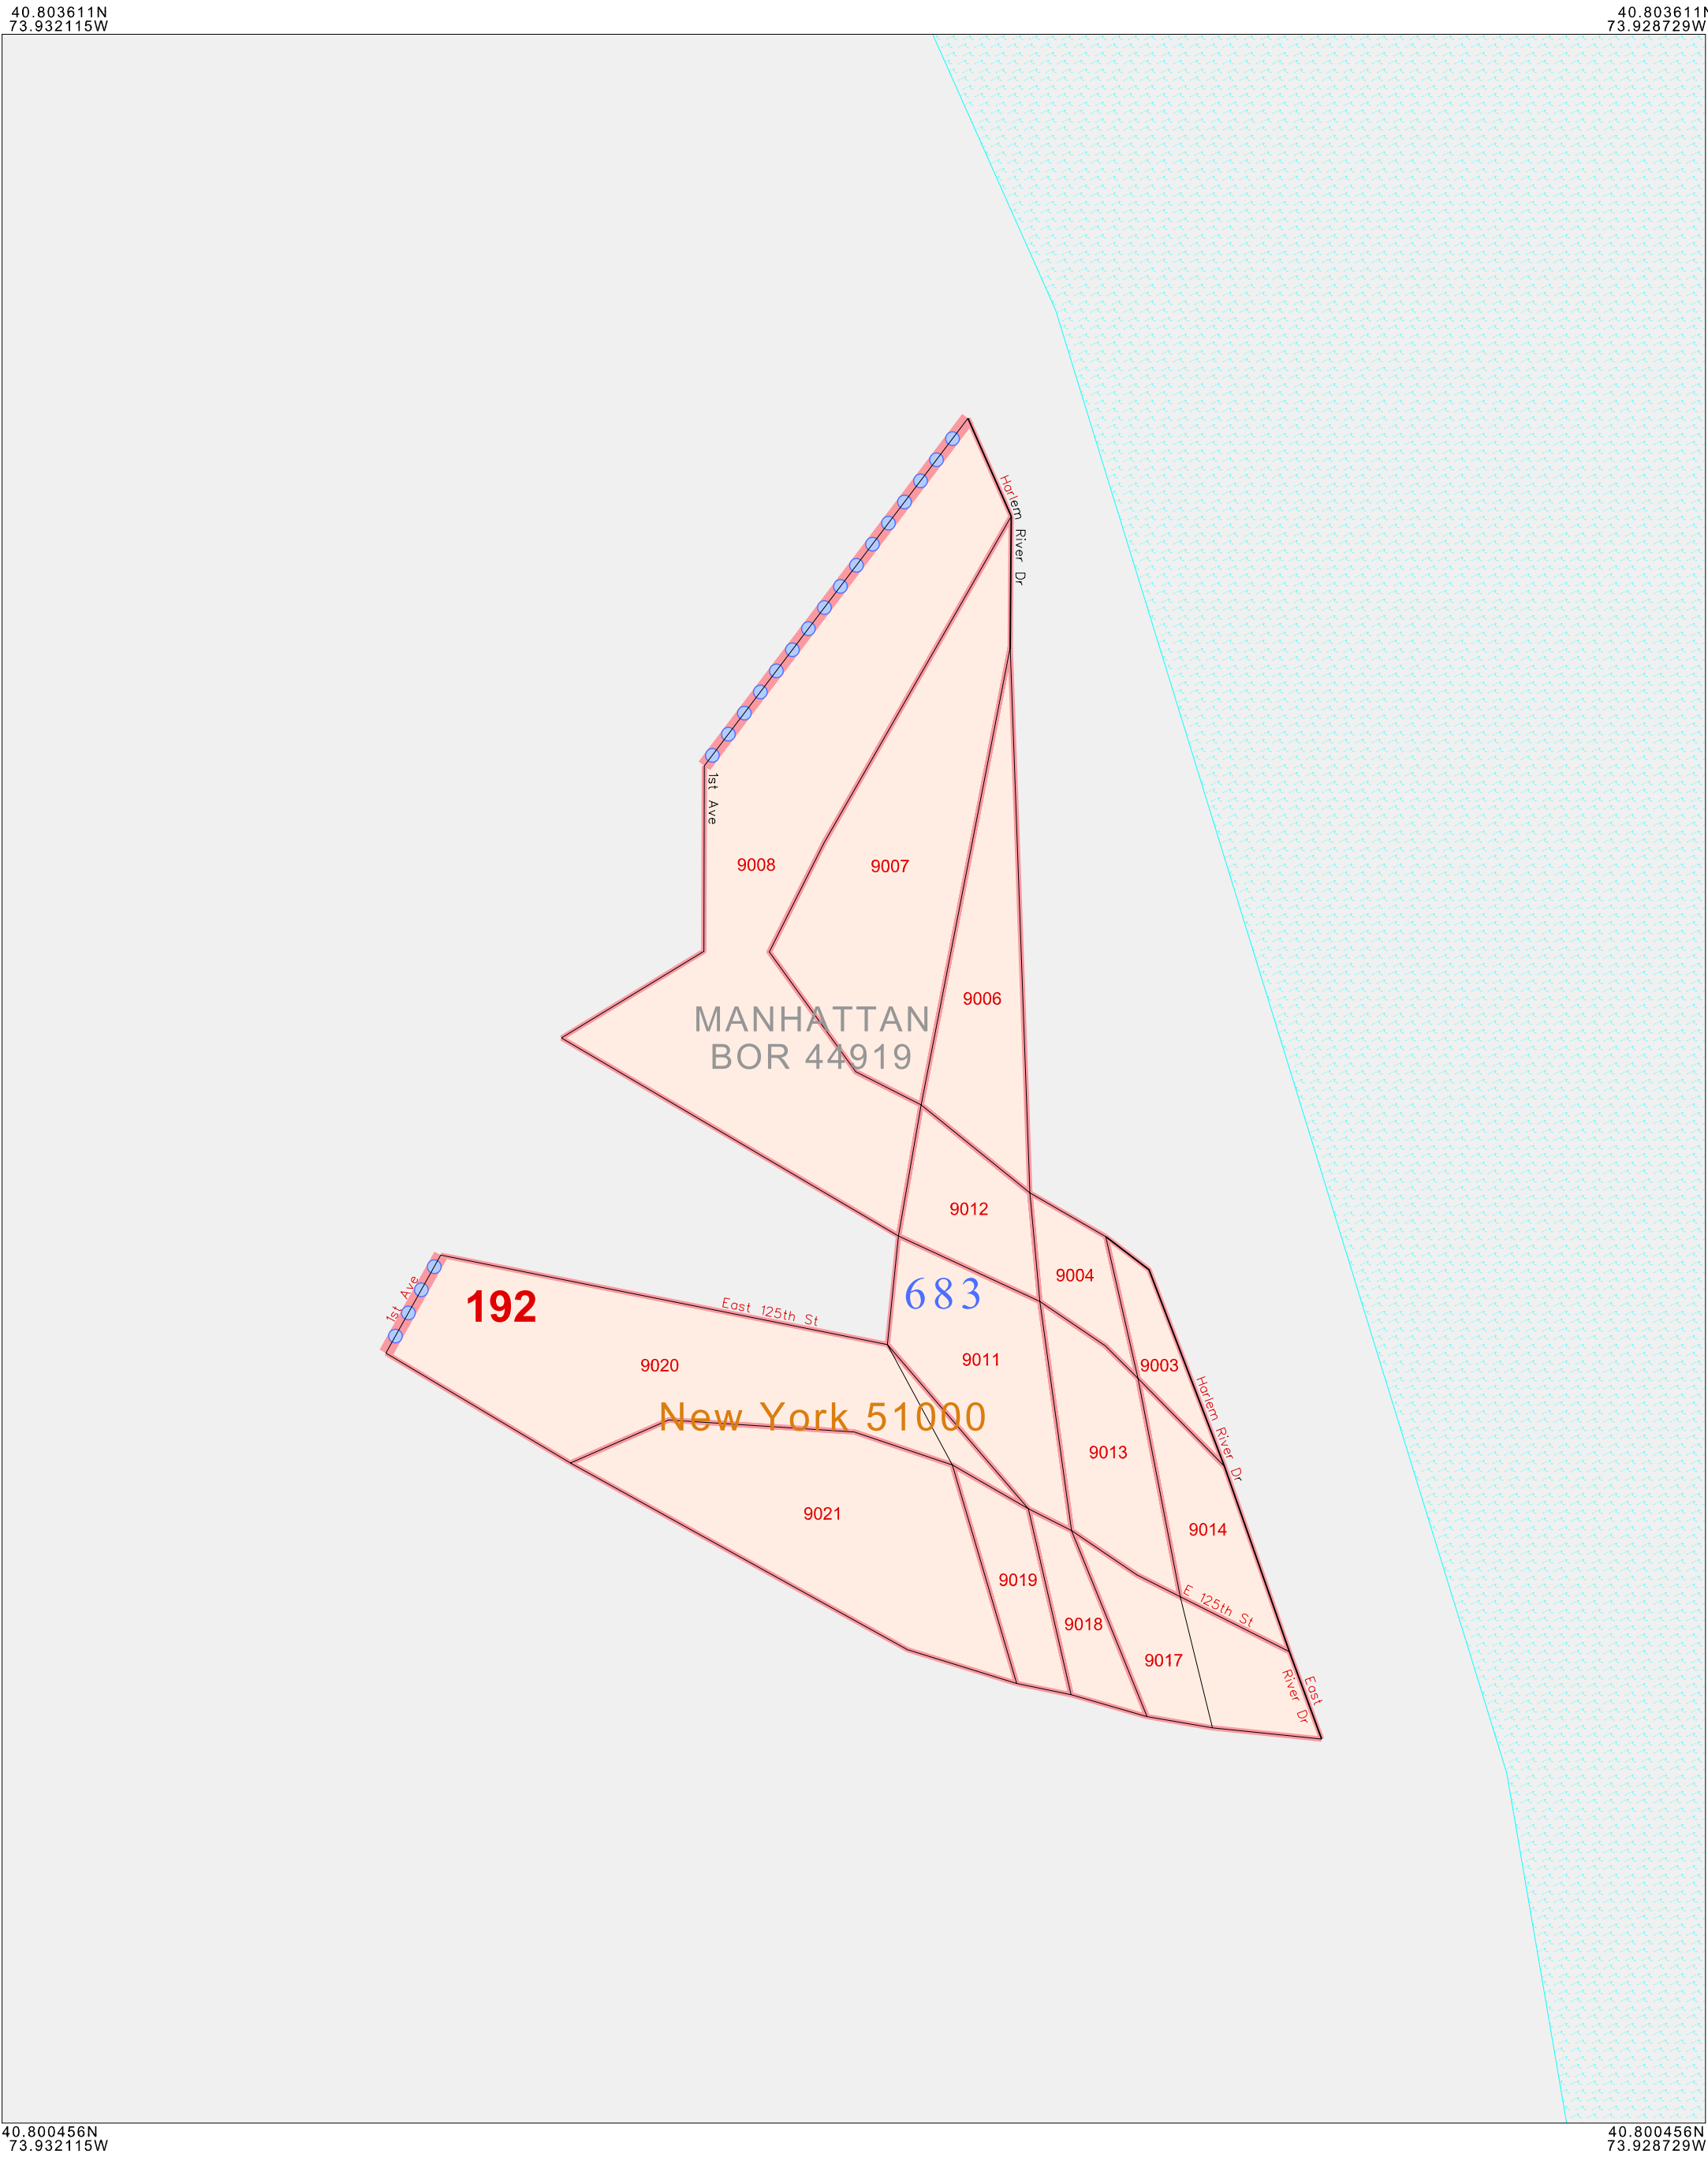 40.803611N
73.932115W
40.803611N
73.928729W
Harlem River Dr
1st Ave
9008
9007
9006
MANHATTAN
BOR 44919
9012
9004
683
1st Ave
192
East 125th St
9011
9003
9020
New York 51000
Harlem River Dr
9013
9021
9014
9019
E 125th St
9018
9017
East
River Dr
40.800456N
73.932115W
40.800456N
73.928729W